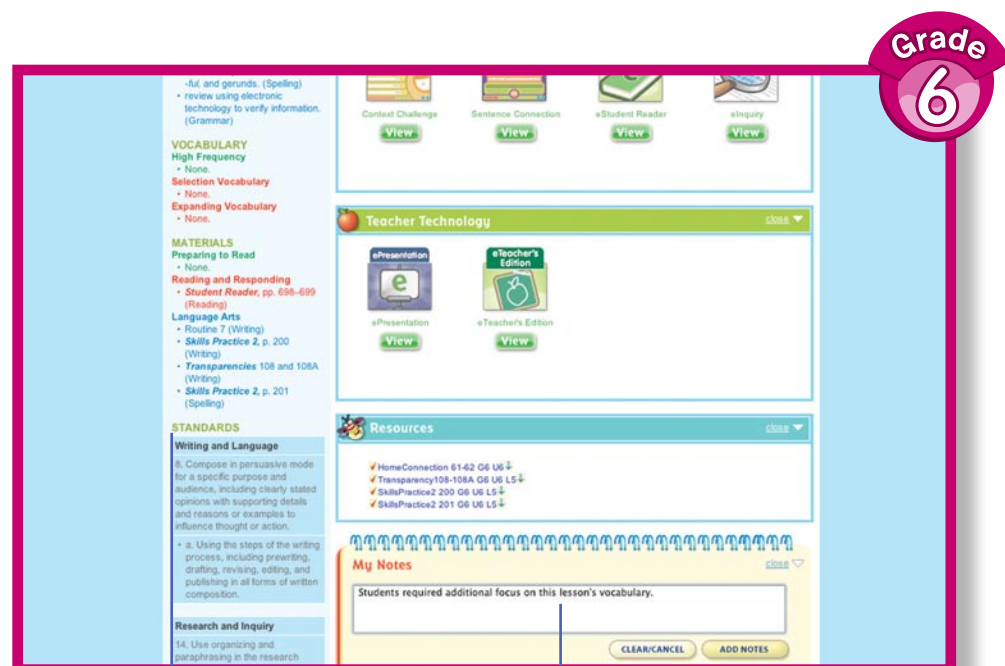 Grade
6
-ful, and gerunds. (Spelling)
• review using electronic
technology to verify information.
(Grammar)
VOCABULARY
High Frequency
• None.
Selection Vocabulary
• None.
Expanding Vocabulary
• None.
MATERIALS
Preparing to Read
• None.
Reading and Responding
• Student Reader, pp. 698–699
(Reading)
Language Arts
• Routine 7 (Writing)
• Skills Practice 2, p. 200
(Writing)
• Transparencies 108 and 108A
(Writing)
• Skills Practice 2, p. 201
(Spelling)
STANDARDS
Writing and Language
8. Compose in persuasive mode
for a specific purpose and
audience, including clearly stated
opinions with supporting details
and reasons or examples to
influence thought or action.
• a. Using the steps of the writing
process, including prewriting,
drafting, revising, editing, and
publishing in all forms of written
composition.
Research and Inquiry
14. Use organizing and
paraphrasing in the research
Context Challenge
View
Sentence Connection
View
eStudent Reader
View
eInquiry
View
Teacher Technology
close
ePresentation
e
ePresentation
View
eTeacher's
Edition
eTeacher's Edition
View
Resources
close
HomeConnection 61-62 G6 U6
Transparency108-108A G6 U6 L5
SkillsPractice2 200 G6 U6 L5
SkillsPractice2 201 G6 U6 L5
My Notes
close
Students required additional focus on this lesson's vocabulary.
CLEAR/CANCEL
ADD NOTES